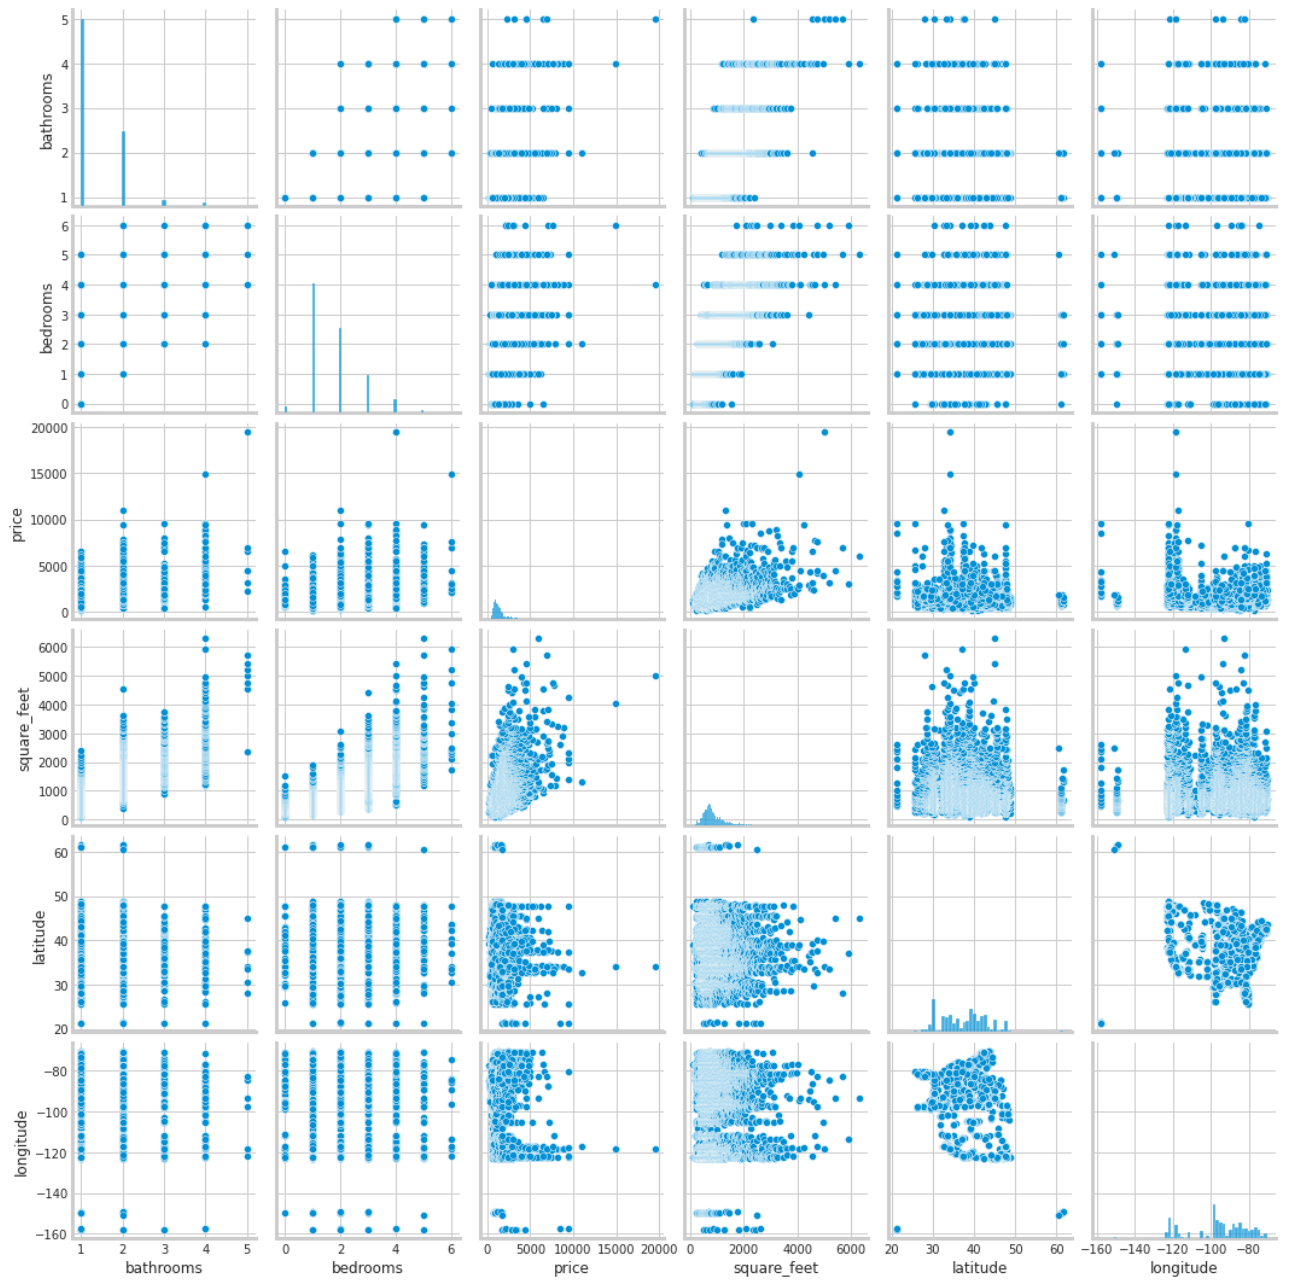 5
4
3
2
1
bathrooms
6
5
4
3
2
1
0
bedrooms
20000
15000
10000
5000
0
price
6000
5000
4000
3000
2000
1000
0
square_feet
60
50
40
30
20
latitude
−80
−100
−120
−140
−160
longitude
1 2 3 4 5
0 2 4 6
0 5000 10000 15000 20000
0 2000 4000 6000
20 30 40 50 60
−160 −140 −120 −100 −80
bathrooms bedrooms price square_feet latitude longitude